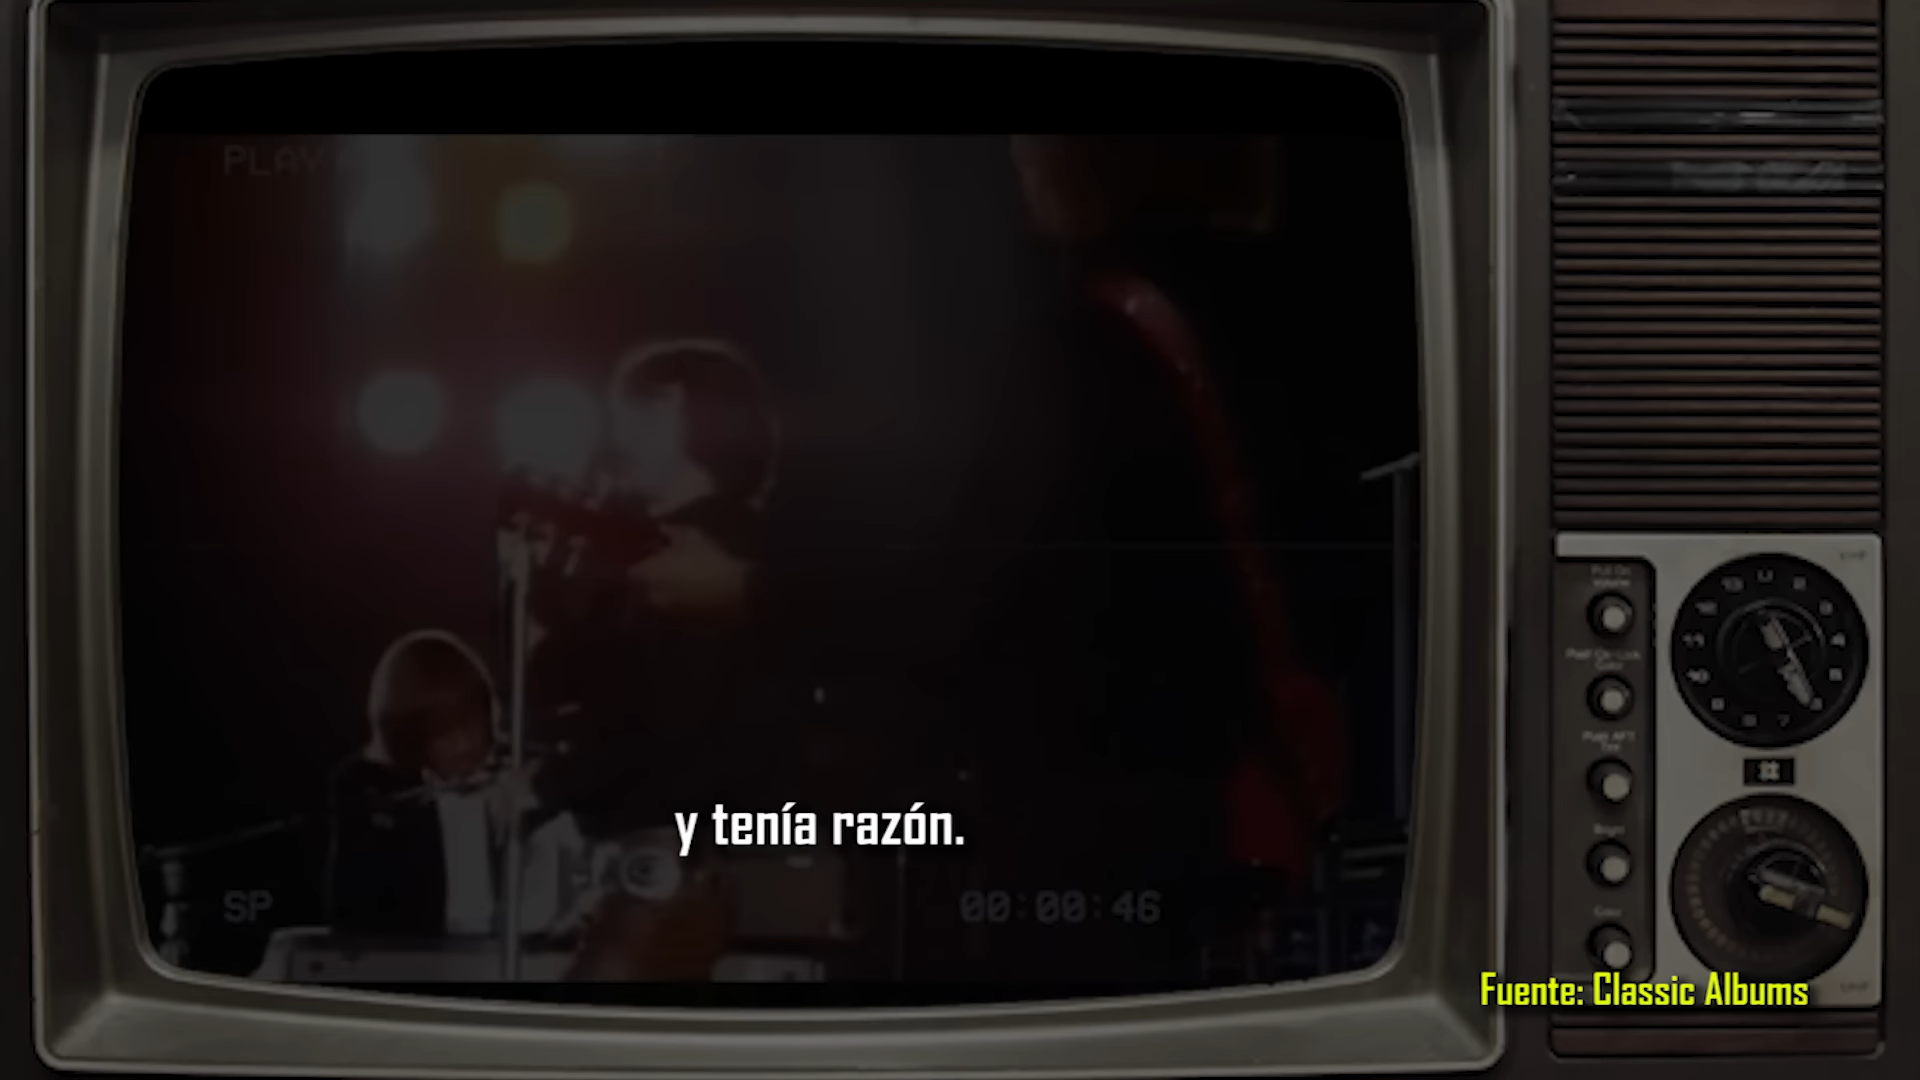 PLAY
y tenía razón.
SP
00:00:46
Fuente: Classic Albums